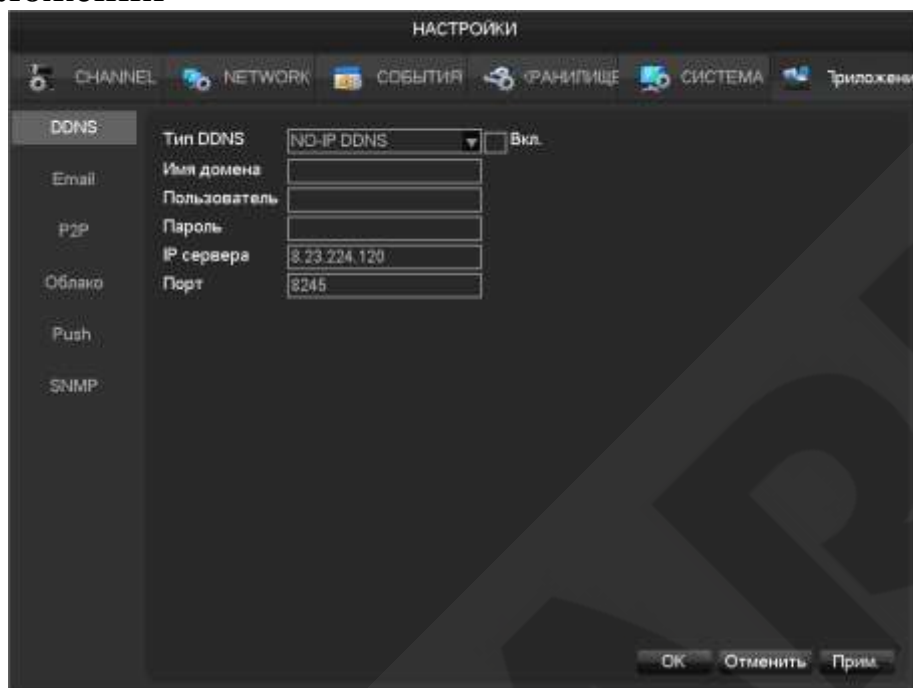 НАСТРОЙКИ
CHANNEL NETWORK СОБЫТИЯ ХРАНИЛИЩЕ СИСТЕМА Приложени
DDNS
Email
P2P
Облако
Push
SNMP
Тип DDNS NO-IP DDNS Вкл.
Имя домена
Пользователь
Пароль
IP сервера 8.23.224.120
Порт 8245
OK Отменить Прим.